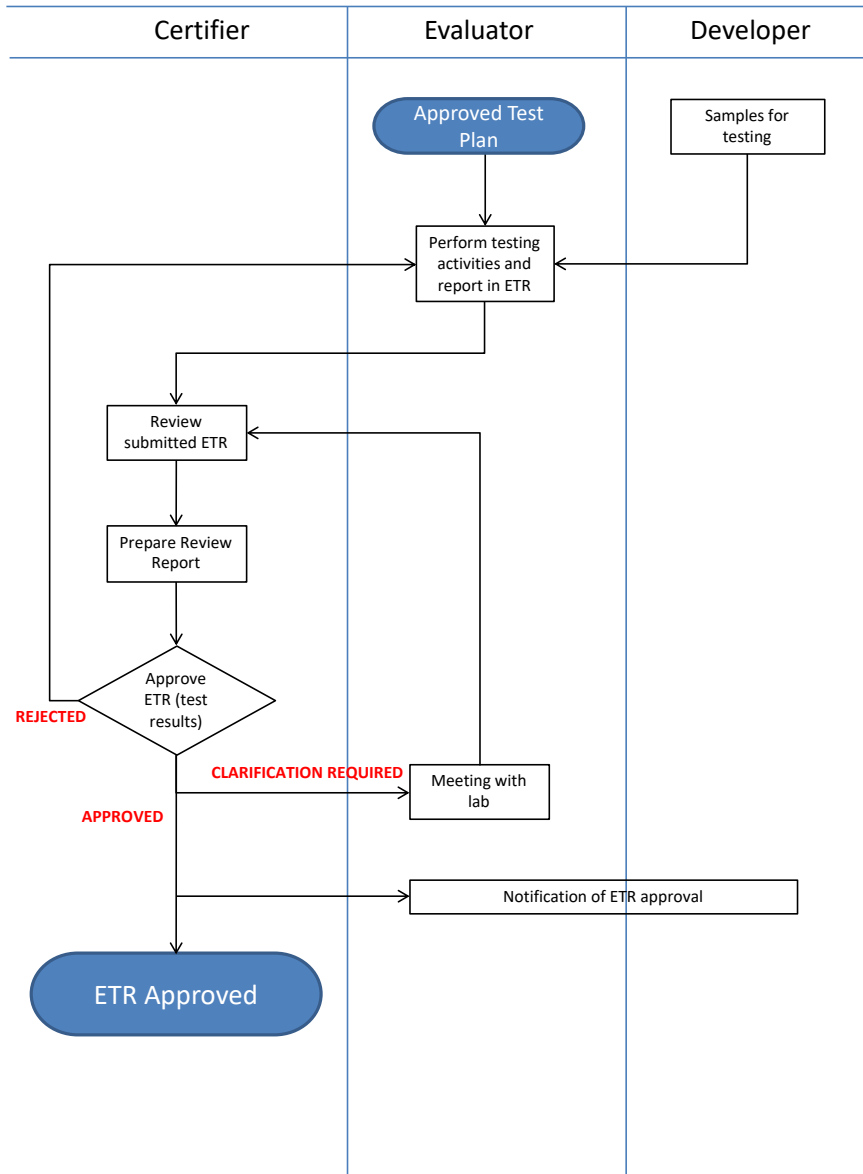 Certifier
Evaluator
Developer
Approved Test
Plan
Samples for
testing
Perform testing
activities and
report in ETR
Review
submitted ETR
Prepare Review
Report
Approve
ETR (test
results)
REJECTED
CLARIFICATION REQUIRED
Meeting with
lab
APPROVED
Notification of ETR approval
ETR Approved